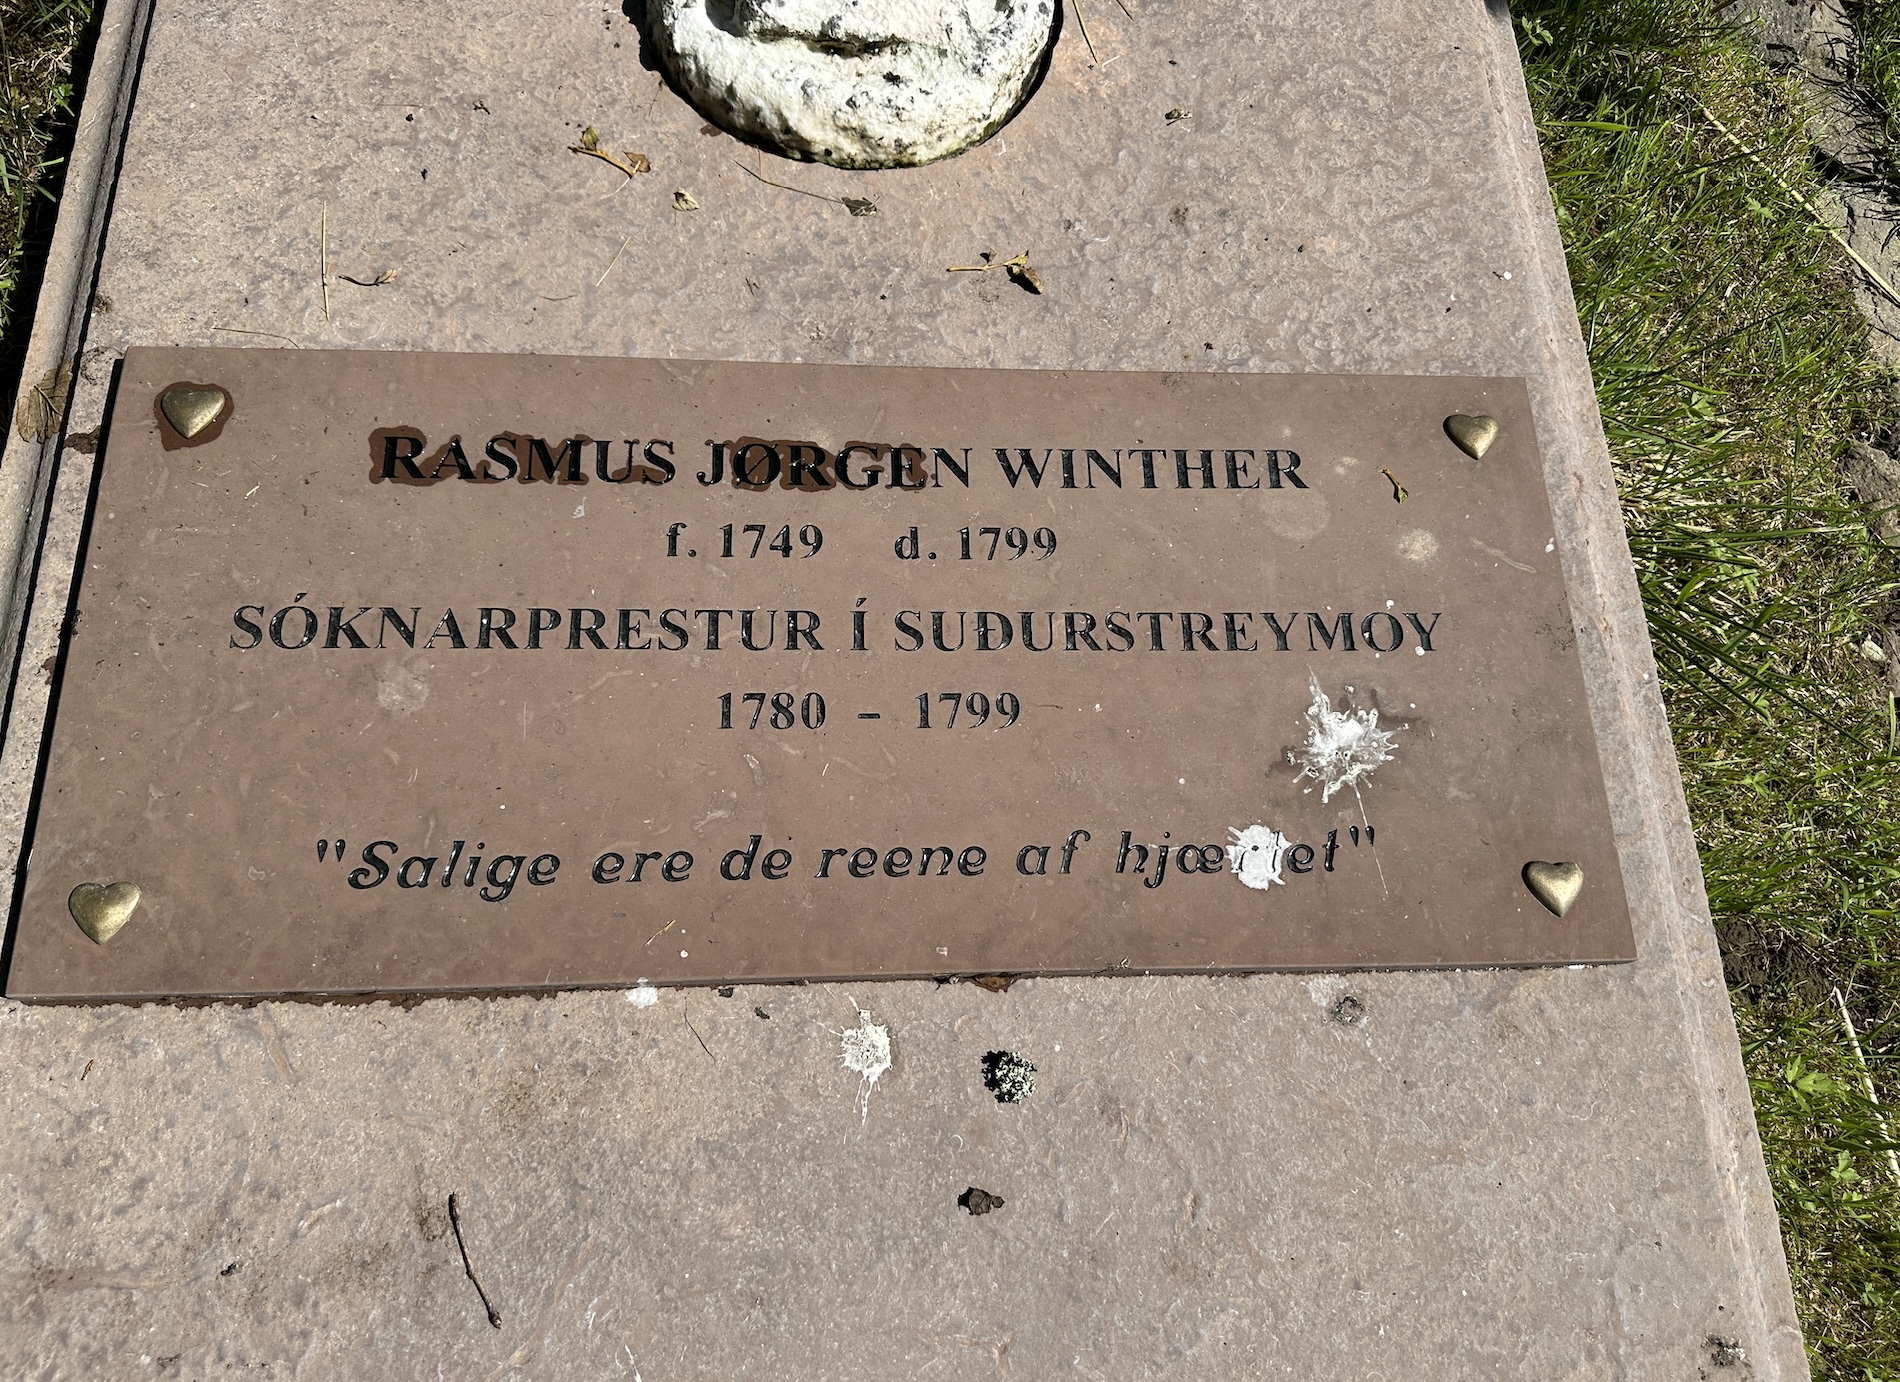 RASMUS JØRGEN WINTHER
f. 1749 d. 1799
SÓKNARPRESTUR Í SUÐURSTREYMOY
1780 – 1799
"Salige ere de reene af hjærtet"